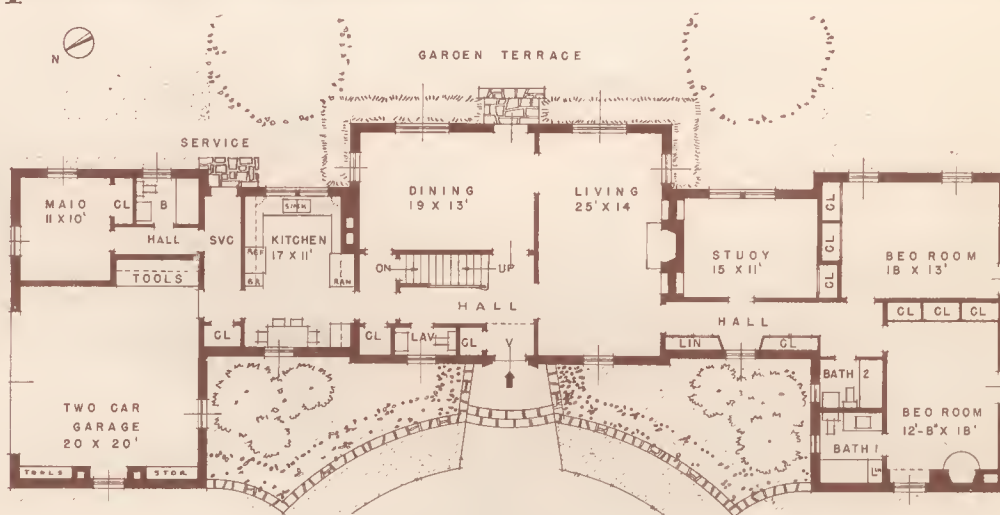 N
GARDEN TERRACE
SERVICE
MAID
11 X 10'
CL
B
HALL
SVC
TOOLS
CL
TWO CAR
GARAGE
20 X 20'
TOOLS
STOR
SINK
KITCHEN
17 X 11'
REF
BR
RAN
DINING
19 X 13'
DN
UP
HALL
CL
LAV
CL
V
LIVING
25' X 14
STUDY
15 X 11'
CL
CL
CL
BED ROOM
18 X 13'
CL
CL
CL
HALL
LIN
CL
BATH 2
BATH 1
LIN
BED ROOM
12'-8" X 18'